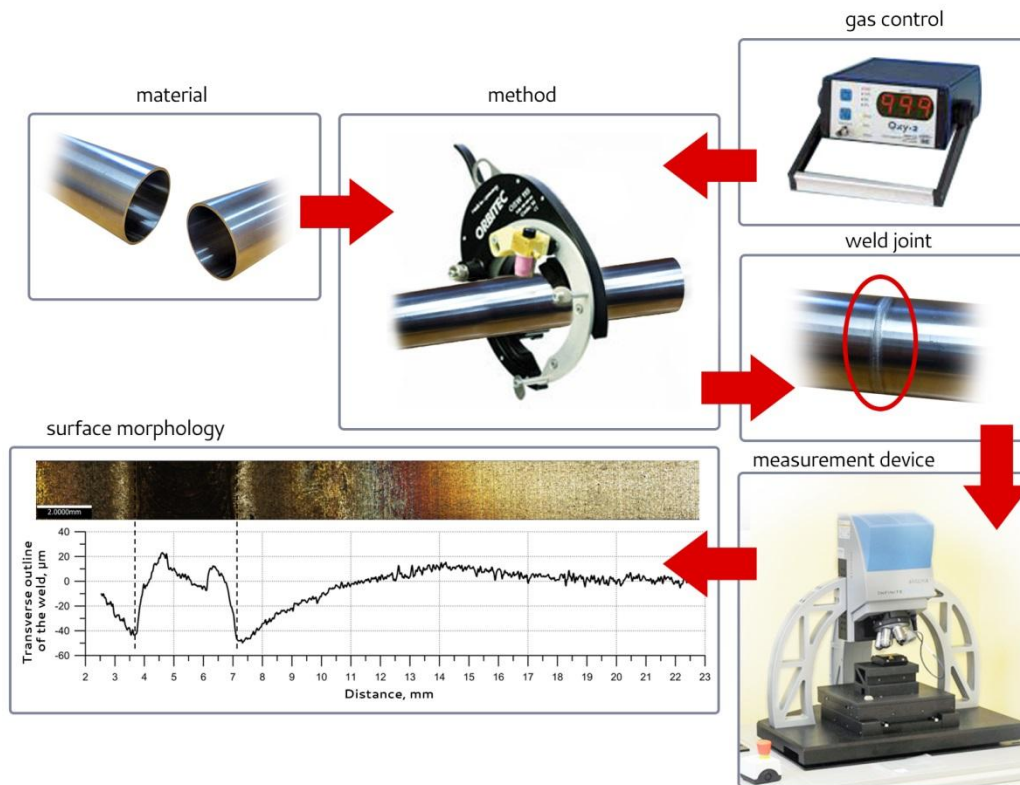 gas control
material
method
999
Oxy-2
ORBITEC
weld joint
surface morphology
measurement device
2.0000mm
Transverse outline
of the weld, μm
40
20
0
-20
-40
-60
2 3 4 5 6 7 8 9 10 11 12 13 14 15 16 17 18 19 20 21 22 23
Distance, mm